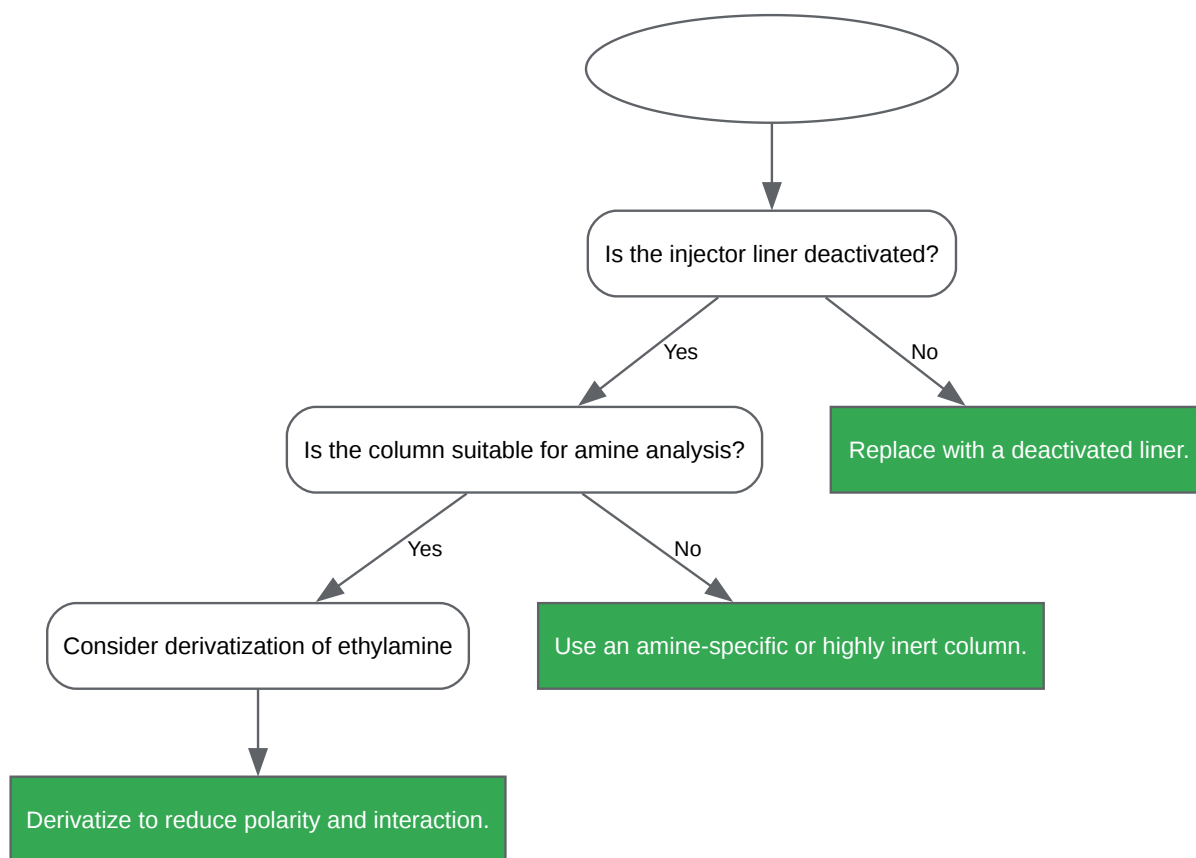 Is the injector liner deactivated?
Yes
No
Is the column suitable for amine analysis?
Replace with a deactivated liner.
Yes
No
Consider derivatization of ethylamine
Use an amine-specific or highly inert column.
Derivatize to reduce polarity and interaction.